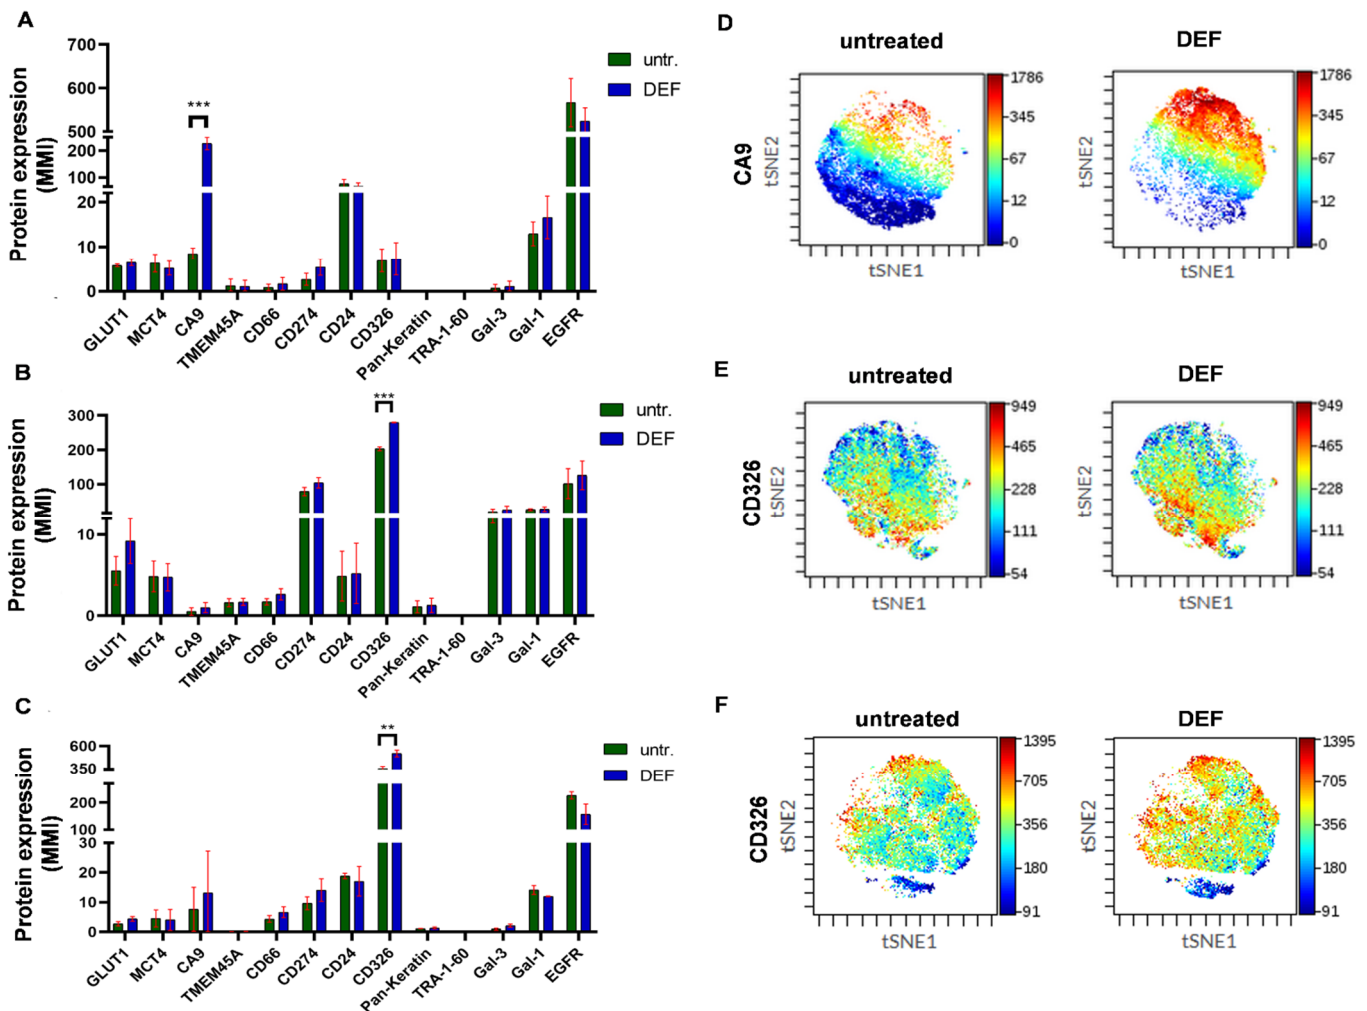 A
Protein expression
(MMI)
700
600
500
200
100
20
10
0
***
untr.
DEF
GLUT1
MCT4
CA9
TMEM45A
CD66
CD274
CD24
CD326
Pan-Keratin
TRA-1-60
Gal-3
Gal-1
EGFR
B
Protein expression
(MMI)
300
200
100
10
0
***
untr.
DEF
GLUT1
MCT4
CA9
TMEM45A
CD66
CD274
CD24
CD326
Pan-Keratin
TRA-1-60
Gal-3
Gal-1
EGFR
C
Protein expression
(MMI)
600
350
200
100
30
20
10
0
**
untr.
DEF
GLUT1
MCT4
CA9
TMEM45A
CD66
CD274
CD24
CD326
Pan-Keratin
TRA-1-60
Gal-3
Gal-1
EGFR
D
untreated
DEF
CA9
tSNE2
tSNE1
1786
345
67
12
0
tSNE2
tSNE1
1786
345
67
12
0
E
untreated
DEF
CD326
tSNE2
tSNE1
949
465
228
111
54
tSNE2
tSNE1
949
465
228
111
54
F
untreated
DEF
CD326
tSNE2
tSNE1
1395
705
356
180
91
tSNE2
tSNE1
1395
705
356
180
91